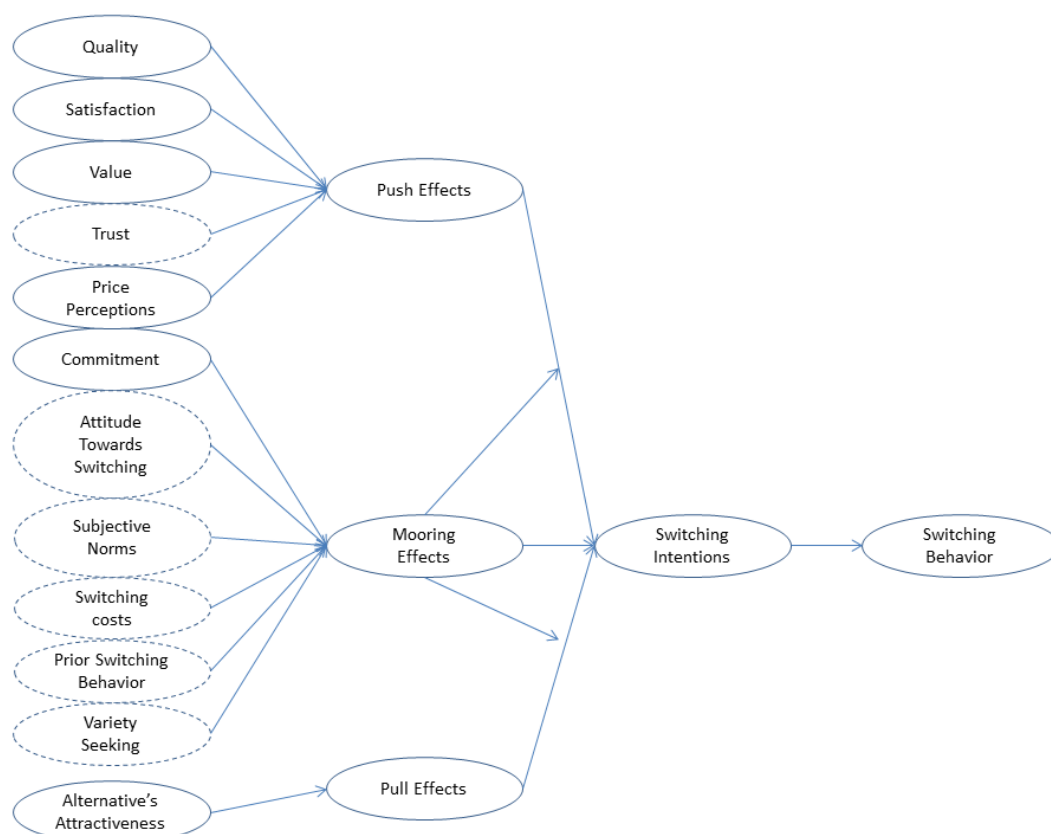 Quality
Satisfaction
Value
Trust
Price
Perceptions
Commitment
Attitude
Towards
Switching
Subjective
Norms
Switching
costs
Prior Switching
Behavior
Variety
Seeking
Alternative's
Attractiveness
Push Effects
Mooring
Effects
Pull Effects
Switching
Intentions
Switching
Behavior